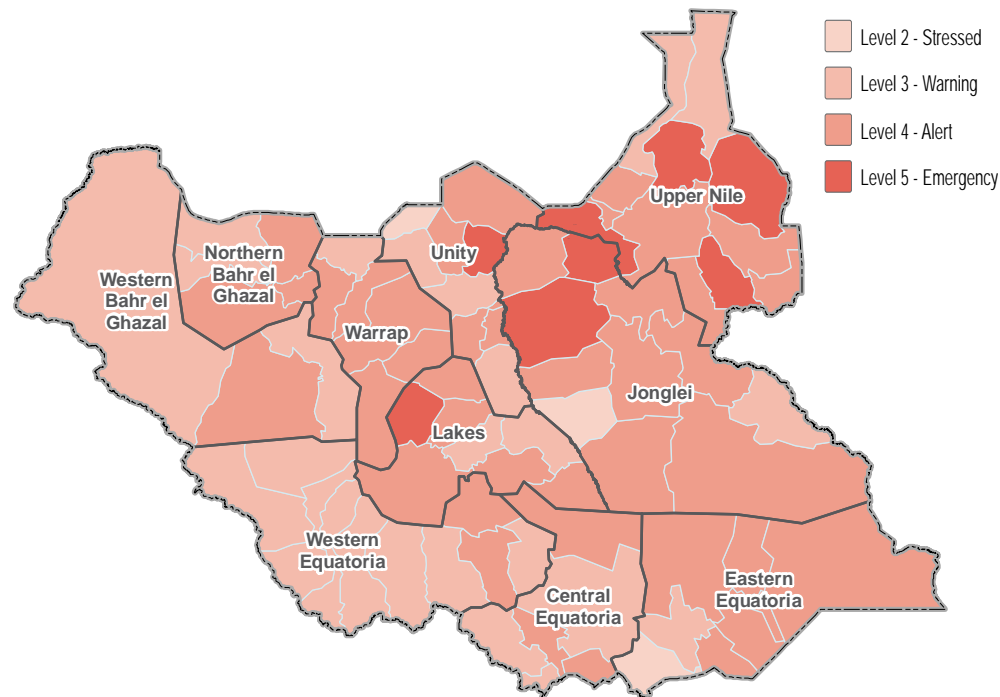 Level 2 - Stressed
Level 3 - Warning
Level 4 - Alert
Level 5 - Emergency
Upper Nile
Unity
Northern
Bahr el
Ghazal
Western
Bahr el
Ghazal
Warrap
Jonglei
Lakes
Western
Equatoria
Central
Equatoria
Eastern
Equatoria